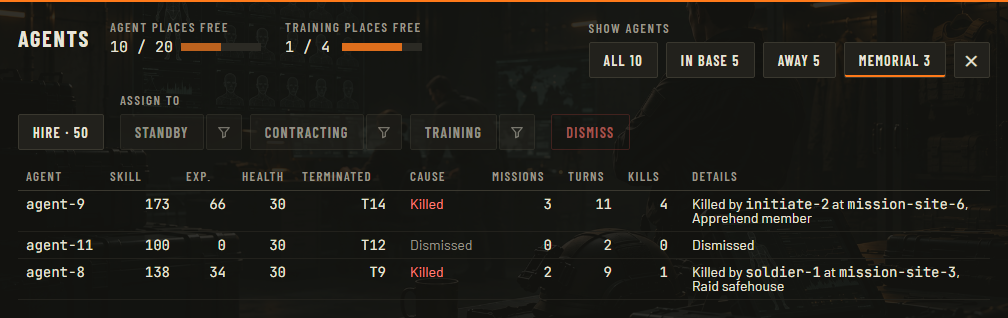 AGENTS
AGENT PLACES FREE
10 / 20
TRAINING PLACES FREE
1 / 4
SHOW AGENTS
ALL 10
IN BASE 5
AWAY 5
MEMORIAL 3
✕
ASSIGN TO
HIRE · 50
STANDBY
CONTRACTING
TRAINING
DISMISS
AGENT SKILL EXP. HEALTH TERMINATED CAUSE MISSIONS TURNS KILLS DETAILS
agent-9 173 66 30 T14 Killed 3 11 4 Killed by initiate-2 at mission-site-6,
Apprehend member
agent-11 100 0 30 T12 Dismissed 0 2 0 Dismissed
agent-8 138 34 30 T9 Killed 2 9 1 Killed by soldier-1 at mission-site-3,
Raid safehouse